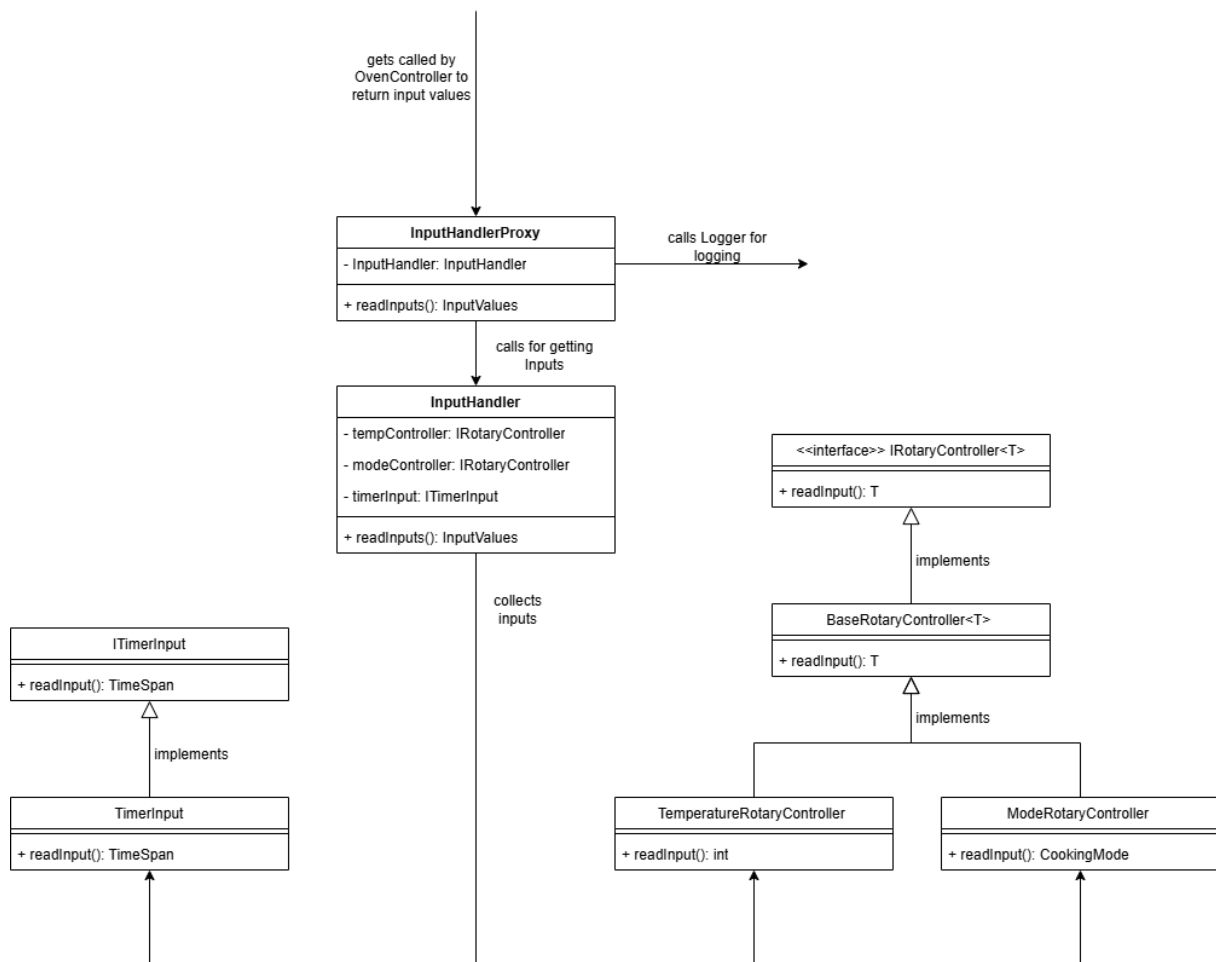 gets called by
OvenController to
return input values
InputHandlerProxy
- InputHandler: InputHandler
+ readInputs(): InputValues
calls Logger for
logging
calls for getting
Inputs
InputHandler
- tempController: IRotaryController
- modeController: IRotaryController
- timerInput: ITimerInput
+ readInputs(): InputValues
<<interface>> IRotaryController<T>
+ readInput(): T
implements
collects
inputs
BaseRotaryController<T>
+ readInput(): T
implements
ITimerInput
+ readInput(): TimeSpan
implements
TimerInput
+ readInput(): TimeSpan
TemperatureRotaryController
+ readInput(): int
ModeRotaryController
+ readInput(): CookingMode